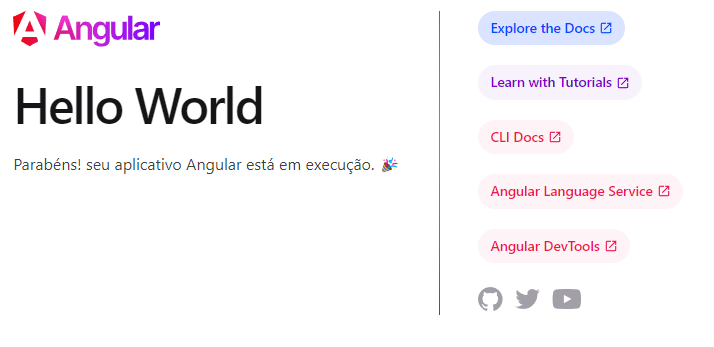 Angular
Hello World
Parabéns! seu aplicativo Angular está em execução. 🎉
Explore the Docs
Learn with Tutorials
CLI Docs
Angular Language Service
Angular DevTools